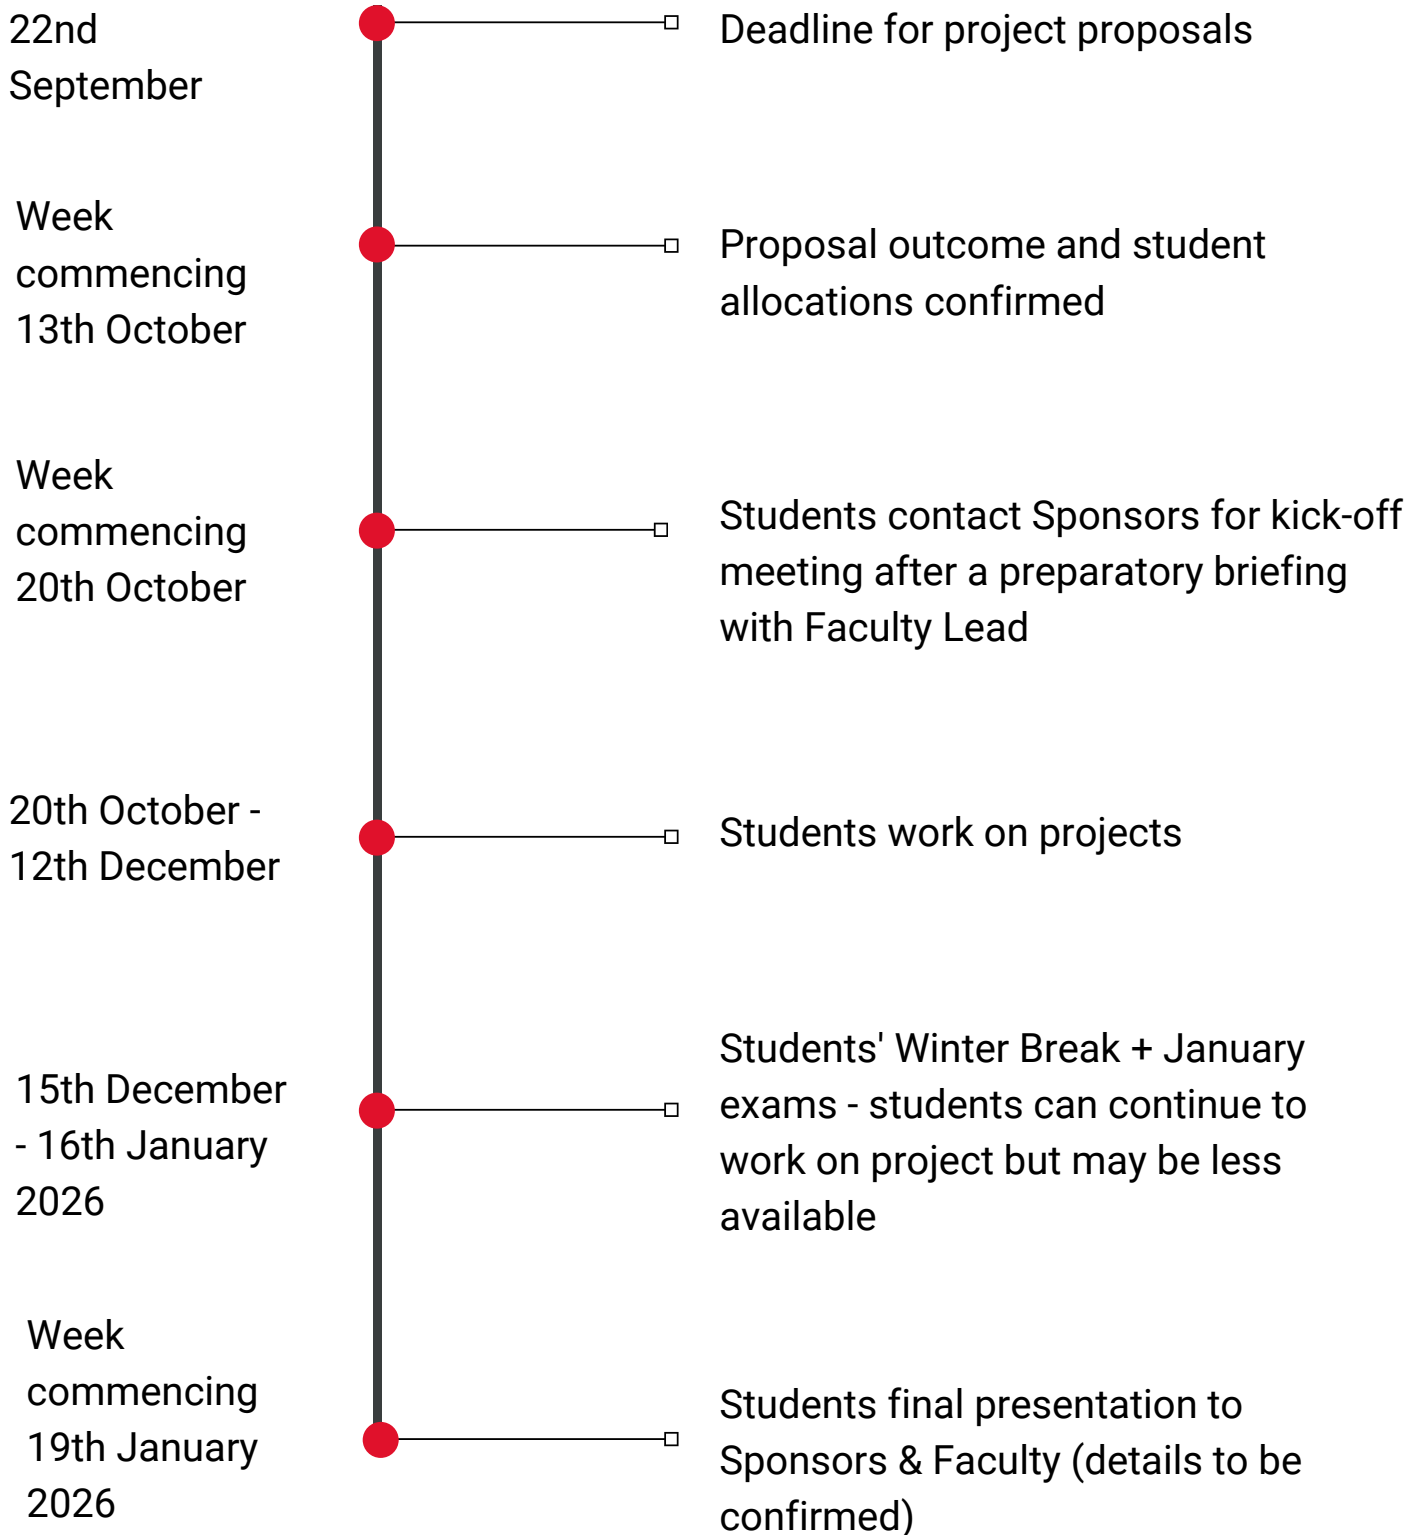 22nd
September
Deadline for project proposals
Week
commencing
13th October
Proposal outcome and student
allocations confirmed
Week
commencing
20th October
Students contact Sponsors for kick-off
meeting after a preparatory briefing
with Faculty Lead
20th October -
12th December
Students work on projects
15th December
- 16th January
2026
Students' Winter Break + January
exams - students can continue to
work on project but may be less
available
Week
commencing
19th January
2026
Students final presentation to
Sponsors & Faculty (details to be
confirmed)